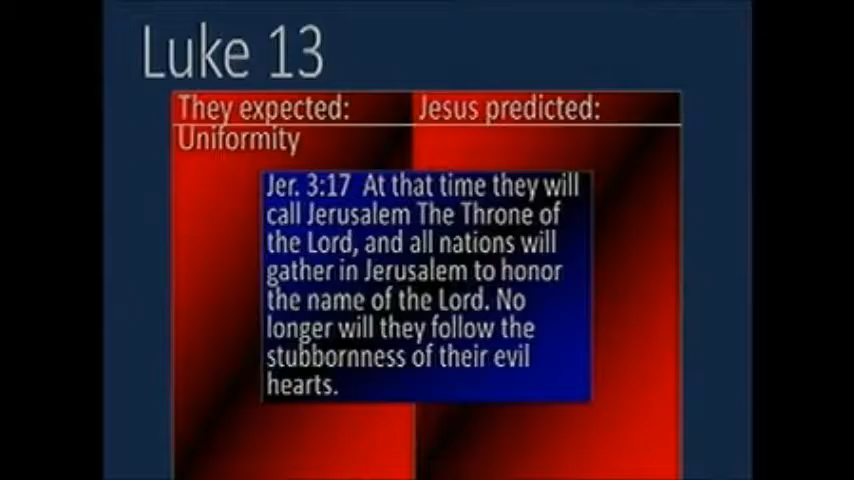 Luke 13
They expected: Jesus predicted:
Uniformity
Jer. 3:17 At that time they will
call Jerusalem The Throne of
the Lord, and all nations will
gather in Jerusalem to honor
the name of the Lord. No
longer will they follow the
stubbornness of their evil
hearts.